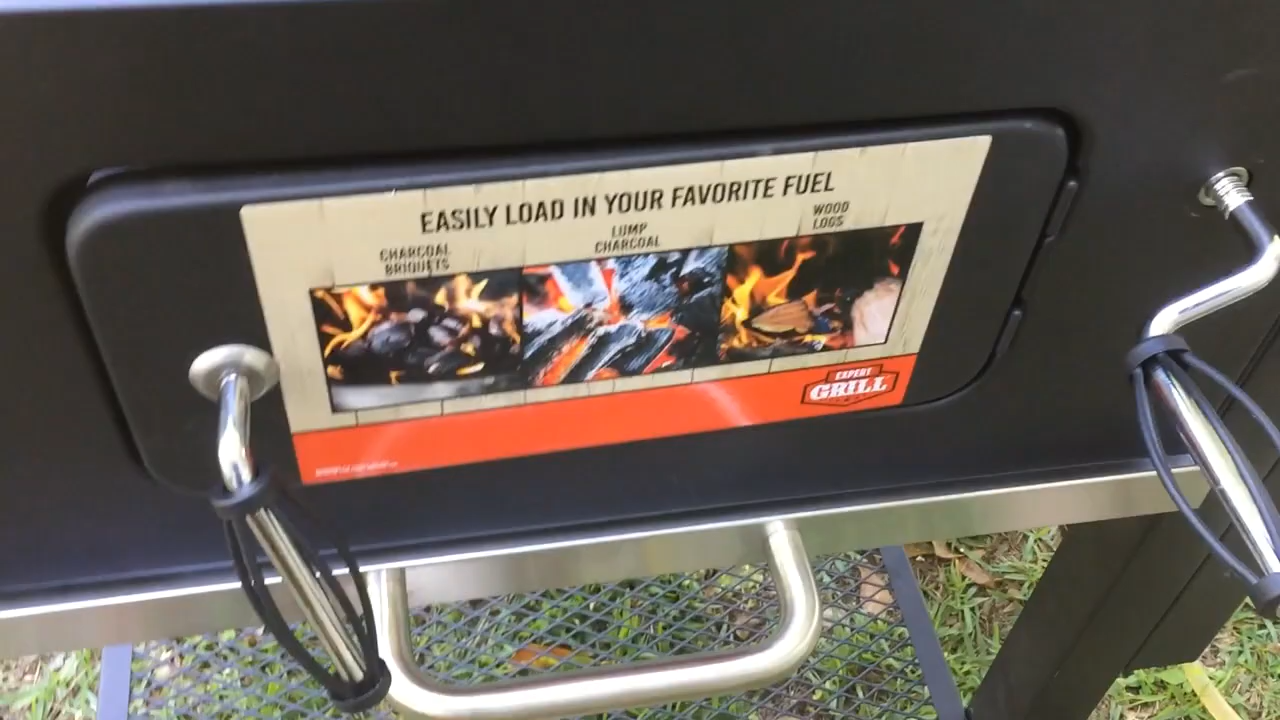 EASILY LOAD IN YOUR FAVORITE FUEL
CHARCOAL
BRIQUETS
LUMP
CHARCOAL
WOOD
LOGS
EXPERT
GRILL